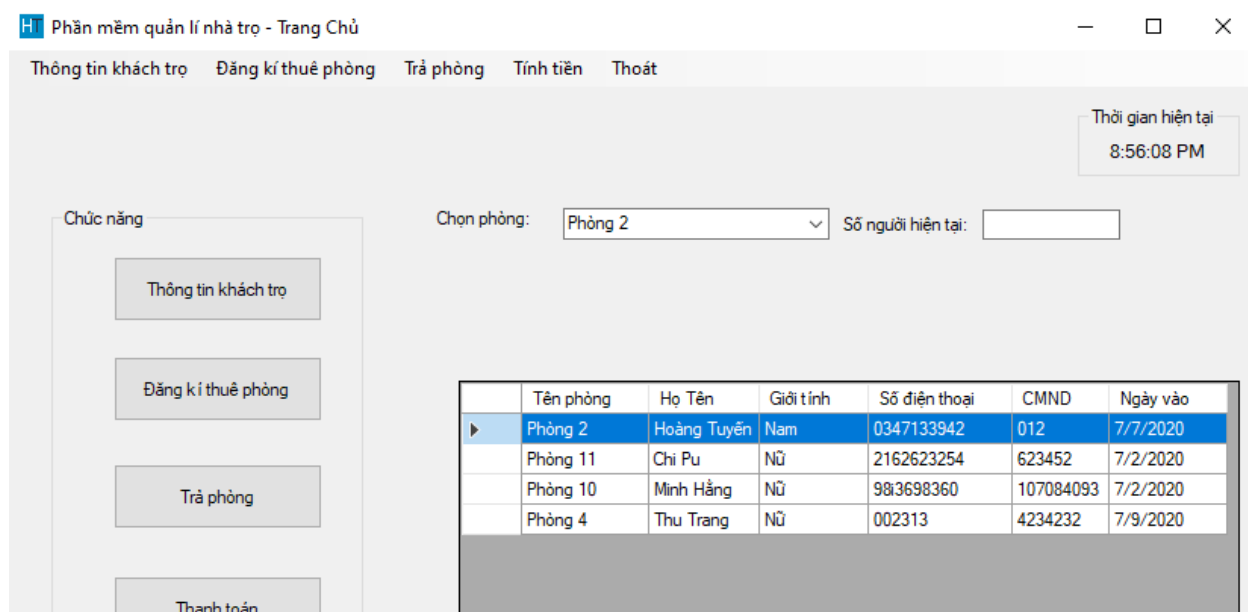 HT Phần mềm quản lí nhà trọ - Trang Chủ
Thông tin khách trọ Đăng kí thuê phòng Trả phòng Tính tiền Thoát
Thời gian hiện tại
8:56:08 PM
Chức năng
Chọn phòng: Phòng 2 Số người hiện tại:
Thông tin khách trọ
Đăng kí thuê phòng
Trả phòng
Thanh toán
Tên phòng Họ Tên Giới tính Số điện thoại CMND Ngày vào
Phòng 2 Hoàng Tuyến Nam 0347133942 012 7/7/2020
Phòng 11 Chi Pu Nữ 2162623254 623452 7/2/2020
Phòng 10 Minh Hằng Nữ 98i3698360 107084093 7/2/2020
Phòng 4 Thu Trang Nữ 002313 4234232 7/9/2020